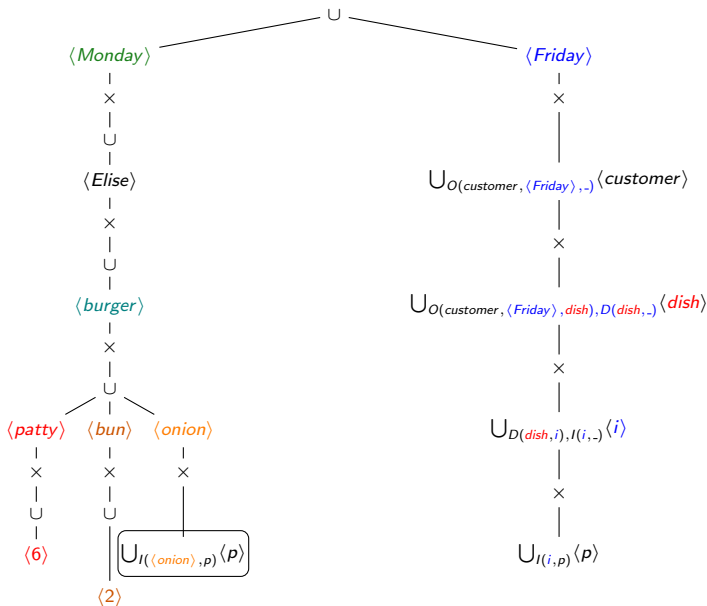 ∪
⟨Monday⟩ ⟨Friday⟩
× ×
∪
⟨Elise⟩ ⋃O(customer,⟨Friday⟩,_)⟨customer⟩
× ×
∪
⟨burger⟩ ⋃O(customer,⟨Friday⟩,dish),D(dish,_)⟨dish⟩
× ×
∪
⟨patty⟩ ⟨bun⟩ ⟨onion⟩ ⋃D(dish,i),I(i,_)⟨i⟩
× × × ×
∪ ∪
⟨6⟩ ⋃I(⟨onion⟩,p)⟨p⟩ ⋃I(i,p)⟨p⟩
⟨2⟩